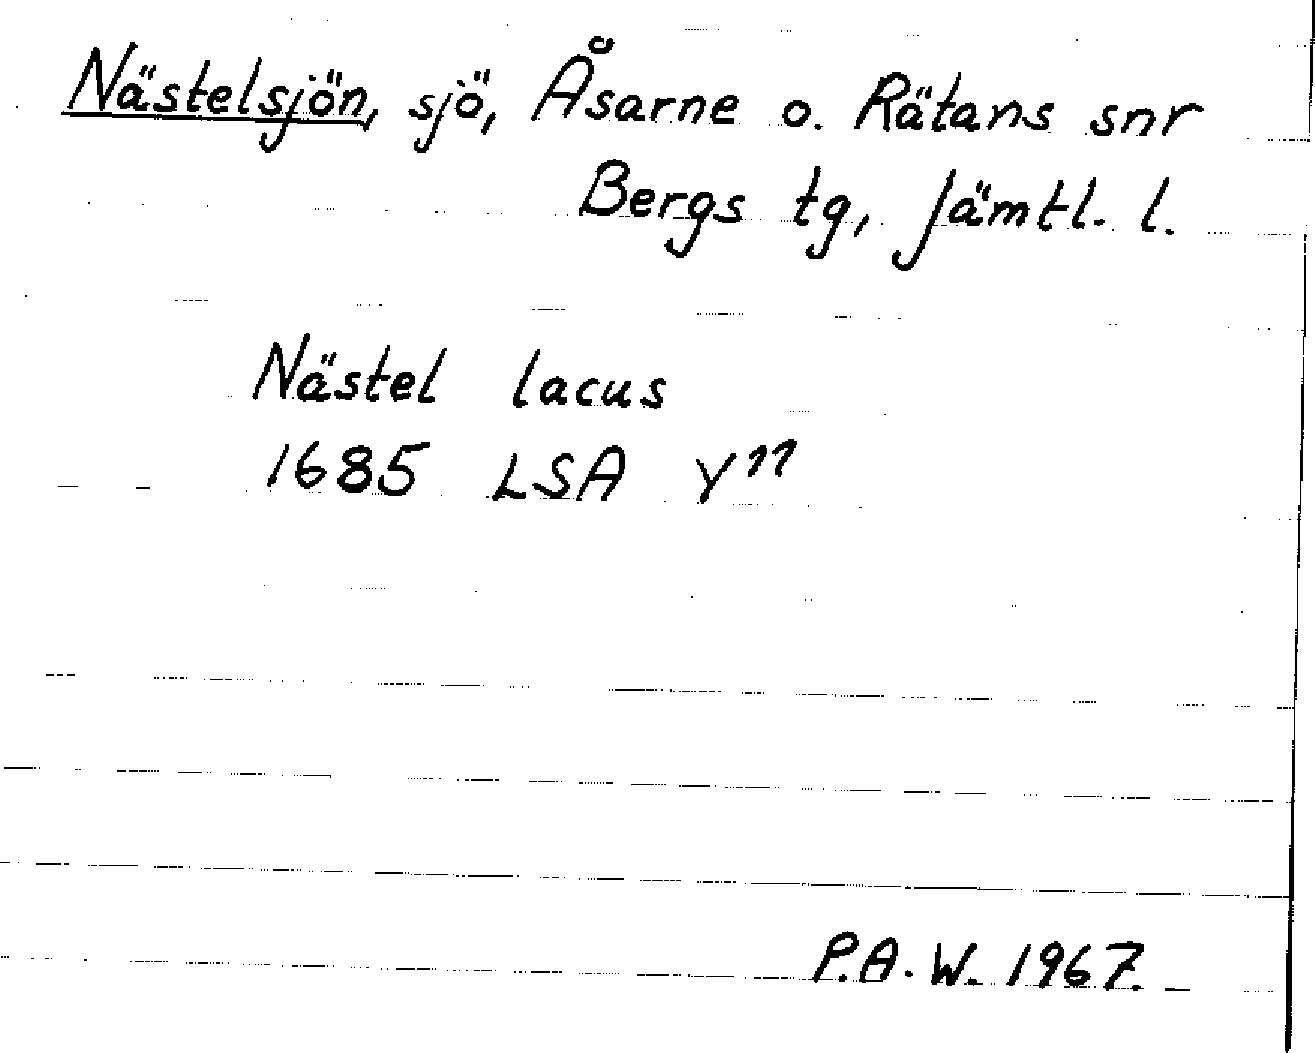 Nästelsjön, sjö, Åsarne o. Rätans snr
Bergs tg, Jämtl. l.
Nästel lacus
1685 LSA Y11
P.A.W. 1967.